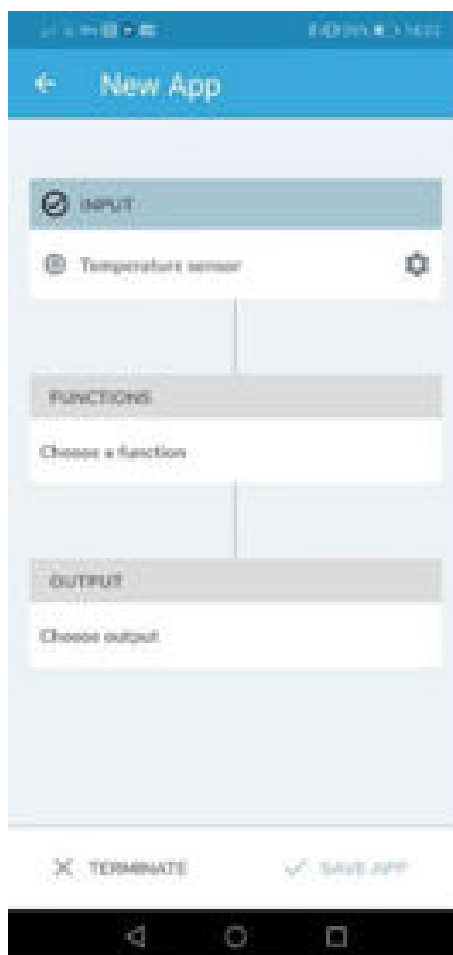 New App
INPUT
Temperature sensor
FUNCTIONS
Choose a function
OUTPUT
Choose output
TERMINATE
SAVE APP